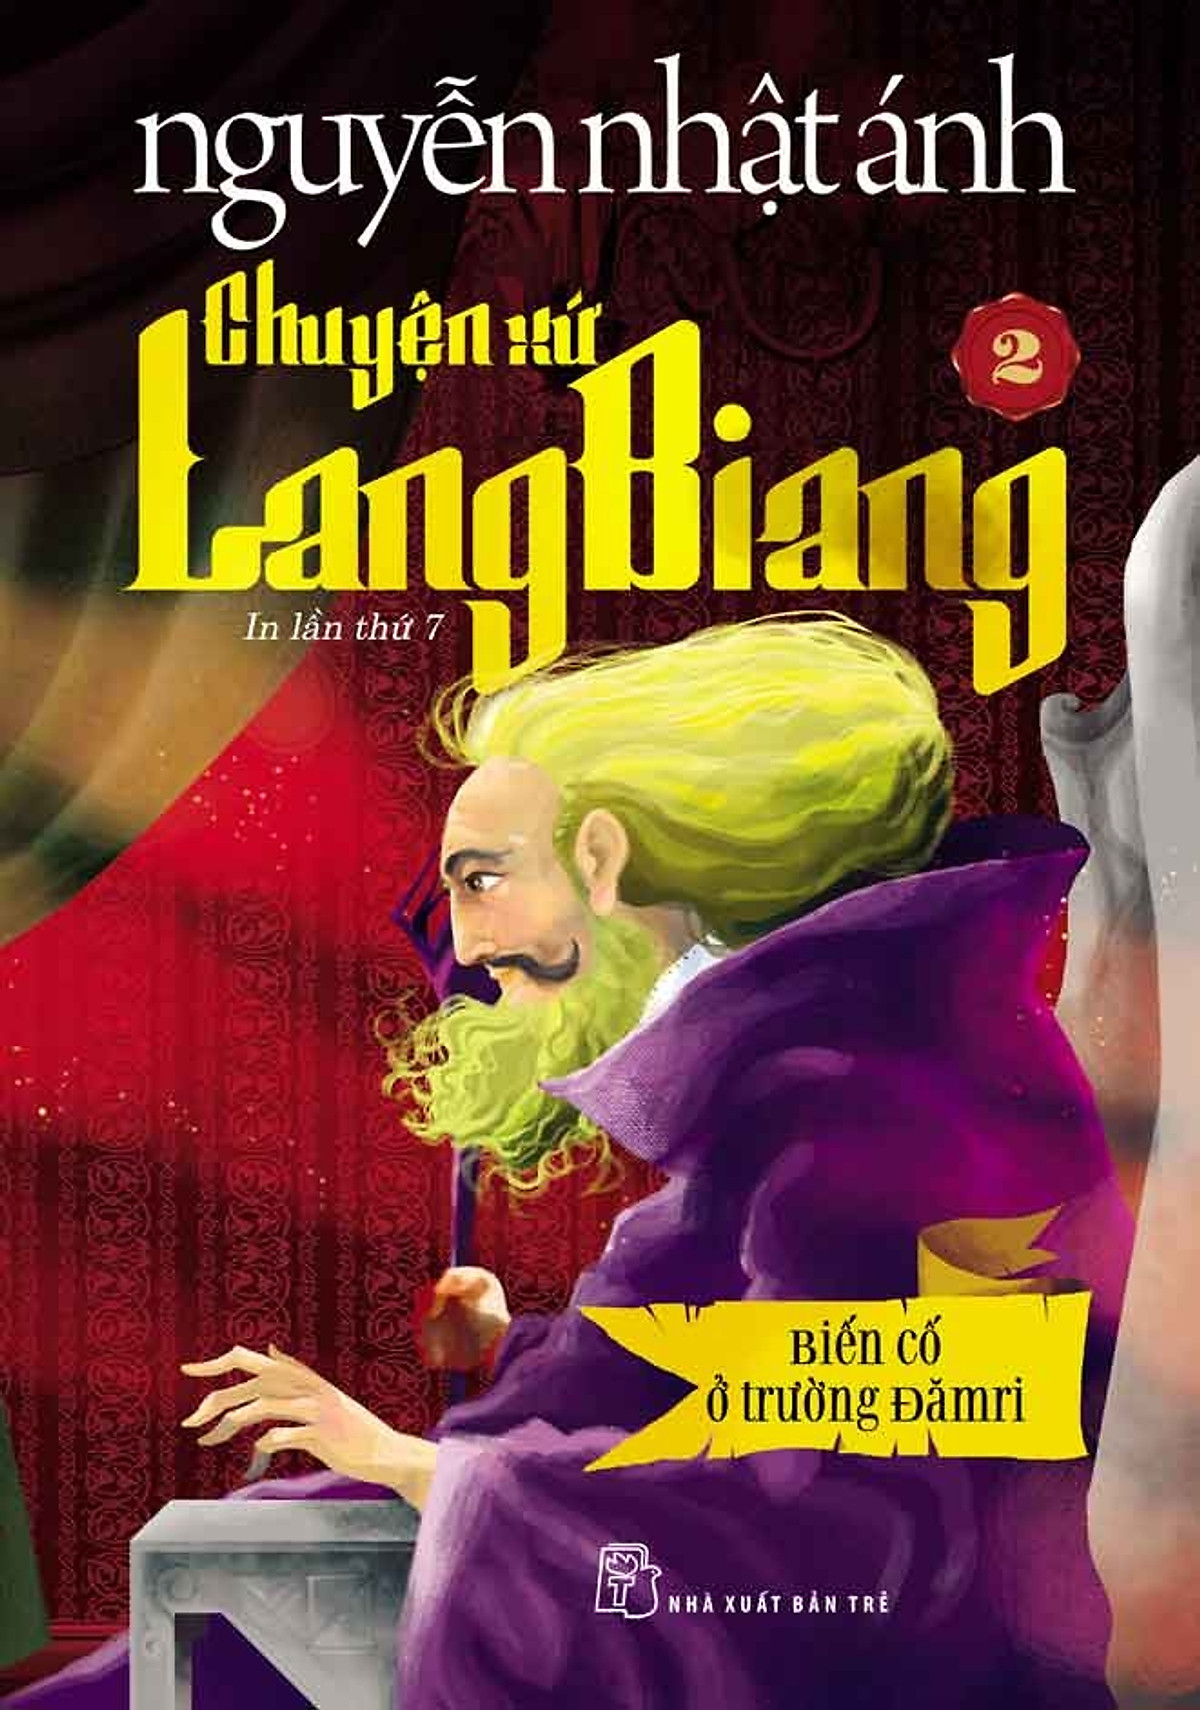 nguyễn nhật ánh
Chuyện xứ
2
LangBiang
In lần thứ 7
Biến cố
ở trường Đămri
T
NHÀ XUẤT BẢN TRẺ